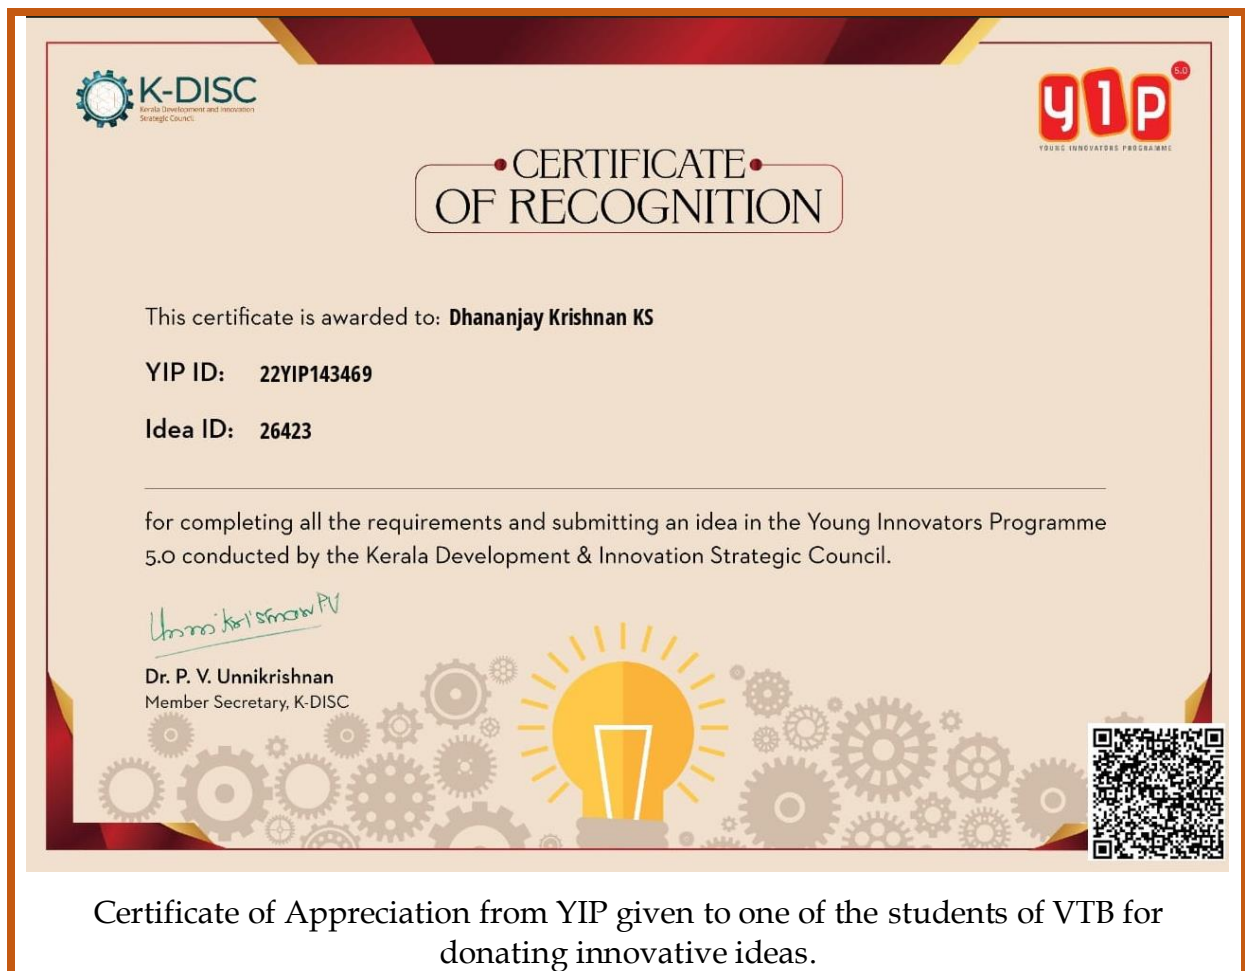 K-DISC
Kerala Development and Innovation
Strategic Council
yip
5.0
YOUNG INNOVATORS PROGRAMME
CERTIFICATE
OF RECOGNITION
This certificate is awarded to: Dhananjay Krishnan KS
YIP ID: 22YIP143469
Idea ID: 26423
for completing all the requirements and submitting an idea in the Young Innovators Programme
5.0 conducted by the Kerala Development & Innovation Strategic Council.
Unnikrishnan PV
Dr. P. V. Unnikrishnan
Member Secretary, K-DISC
Certificate of Appreciation from YIP given to one of the students of VTB for
donating innovative ideas.